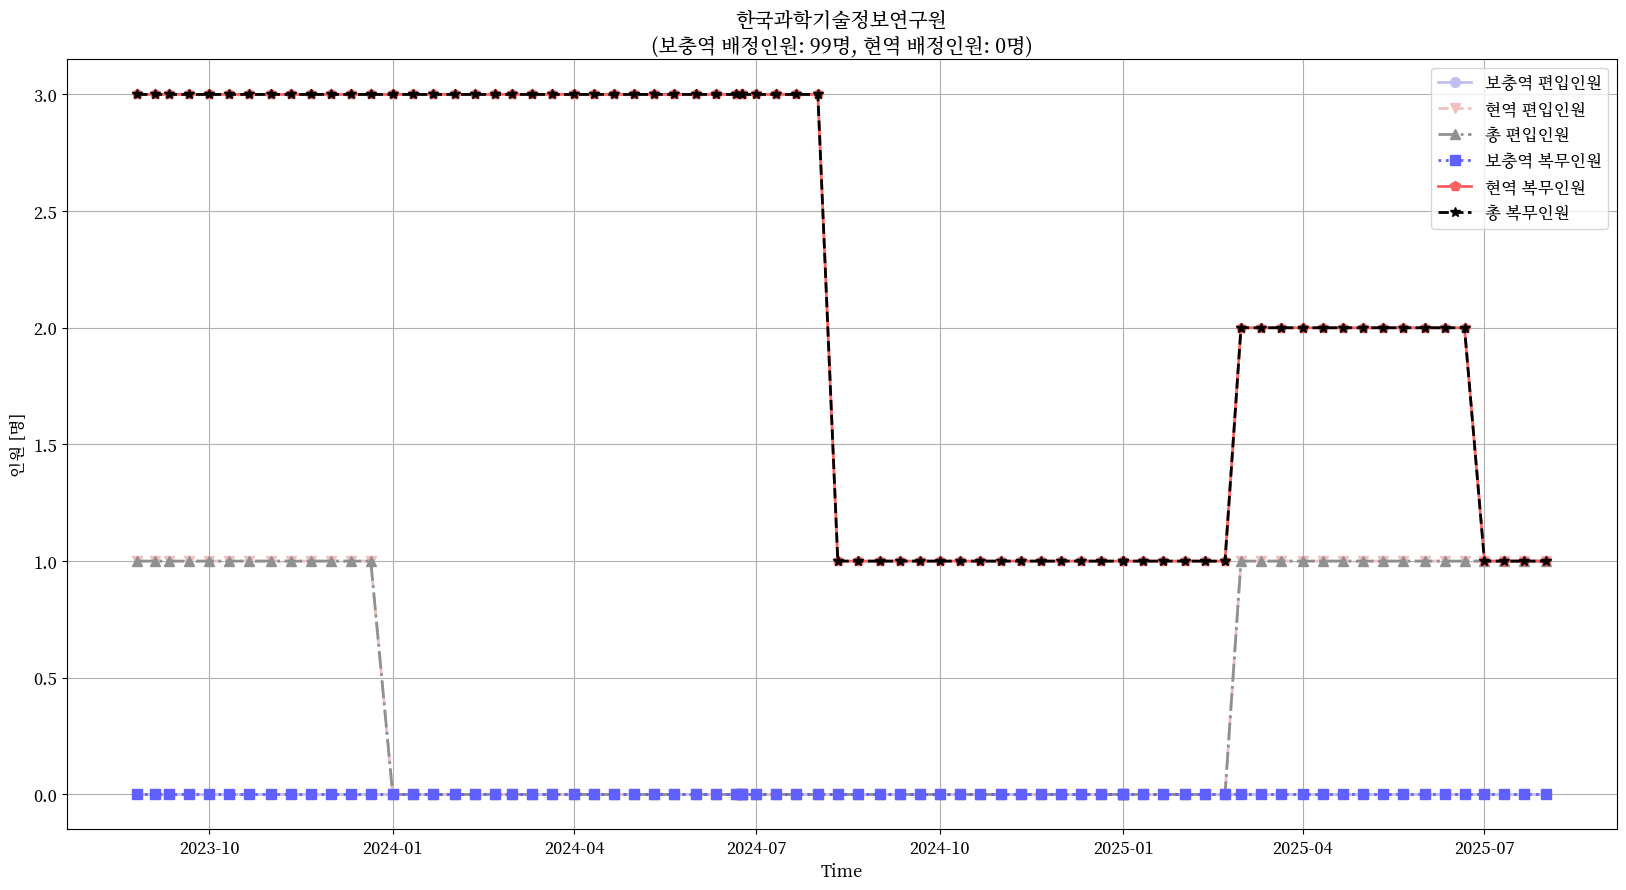 한국과학기술정보연구원
(보충역 배정인원: 99명, 현역 배정인원: 0명)
보충역 편입인원
현역 편입인원
총 편입인원
보충역 복무인원
현역 복무인원
총 복무인원
3.0
2.5
2.0
1.5
1.0
0.5
0.0
인원 [명]
2023-10
2024-01
2024-04
2024-07
2024-10
2025-01
2025-04
2025-07
Time